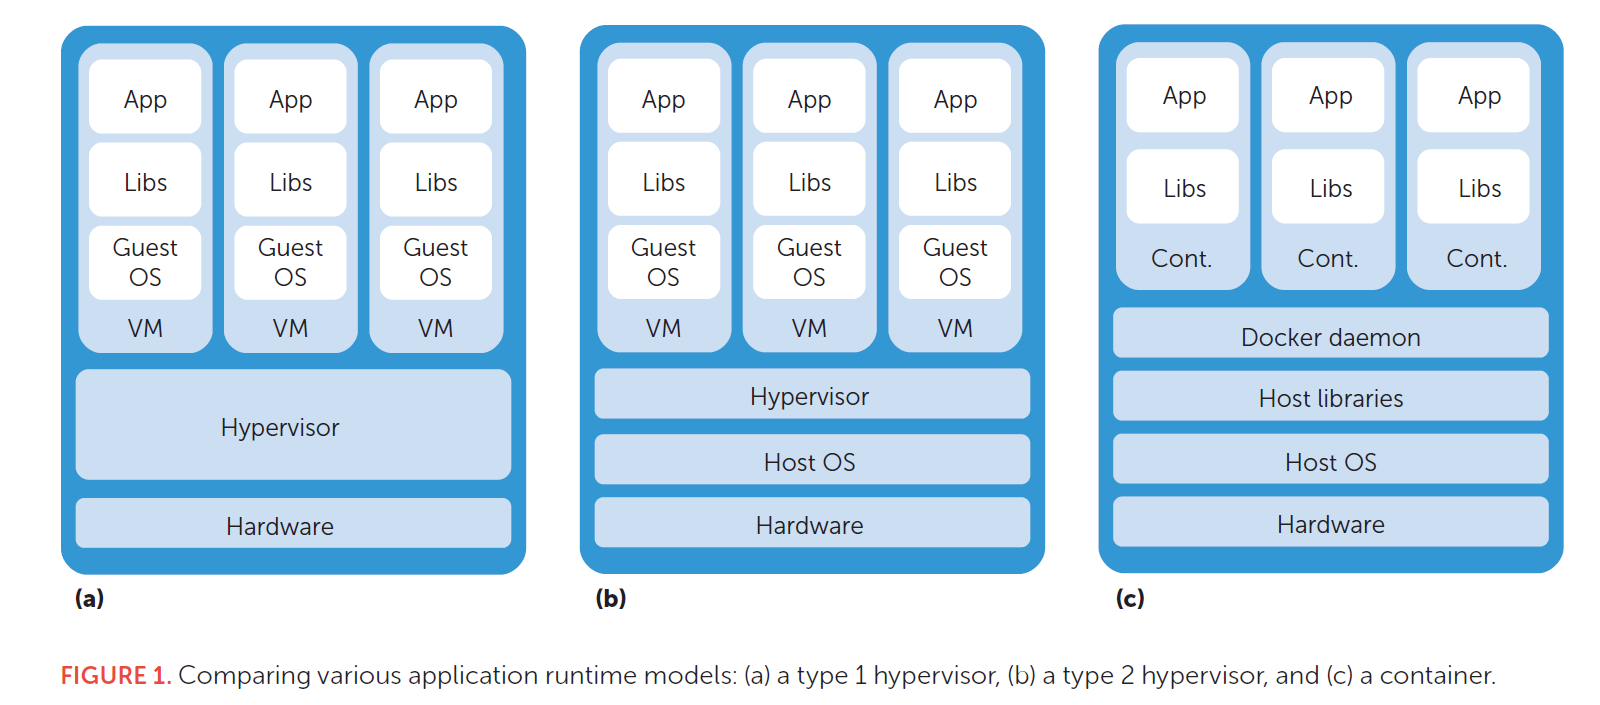 App App App
Libs Libs Libs
Guest Guest Guest
OS OS OS
VM VM VM
Hypervisor
Hardware
(a)
App App App
Libs Libs Libs
Guest Guest Guest
OS OS OS
VM VM VM
Hypervisor
Host OS
Hardware
(b)
App App App
Libs Libs Libs
Cont. Cont. Cont.
Docker daemon
Host libraries
Host OS
Hardware
(c)
FIGURE 1. Comparing various application runtime models: (a) a type 1 hypervisor, (b) a type 2 hypervisor, and (c) a container.